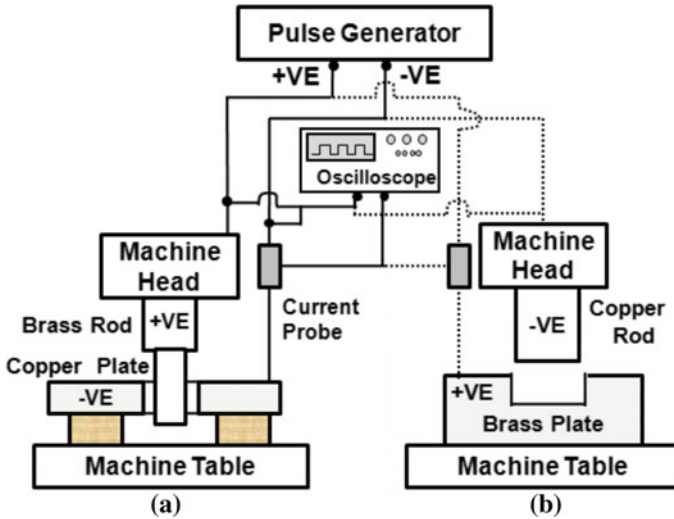 Pulse Generator
+VE
-VE
Oscilloscope
Machine
Head
Brass Rod
+VE
Copper Plate
-VE
Current
Probe
Machine Table
(a)
Machine
Head
Copper
Rod
-VE
+VE
Brass Plate
Machine Table
(b)